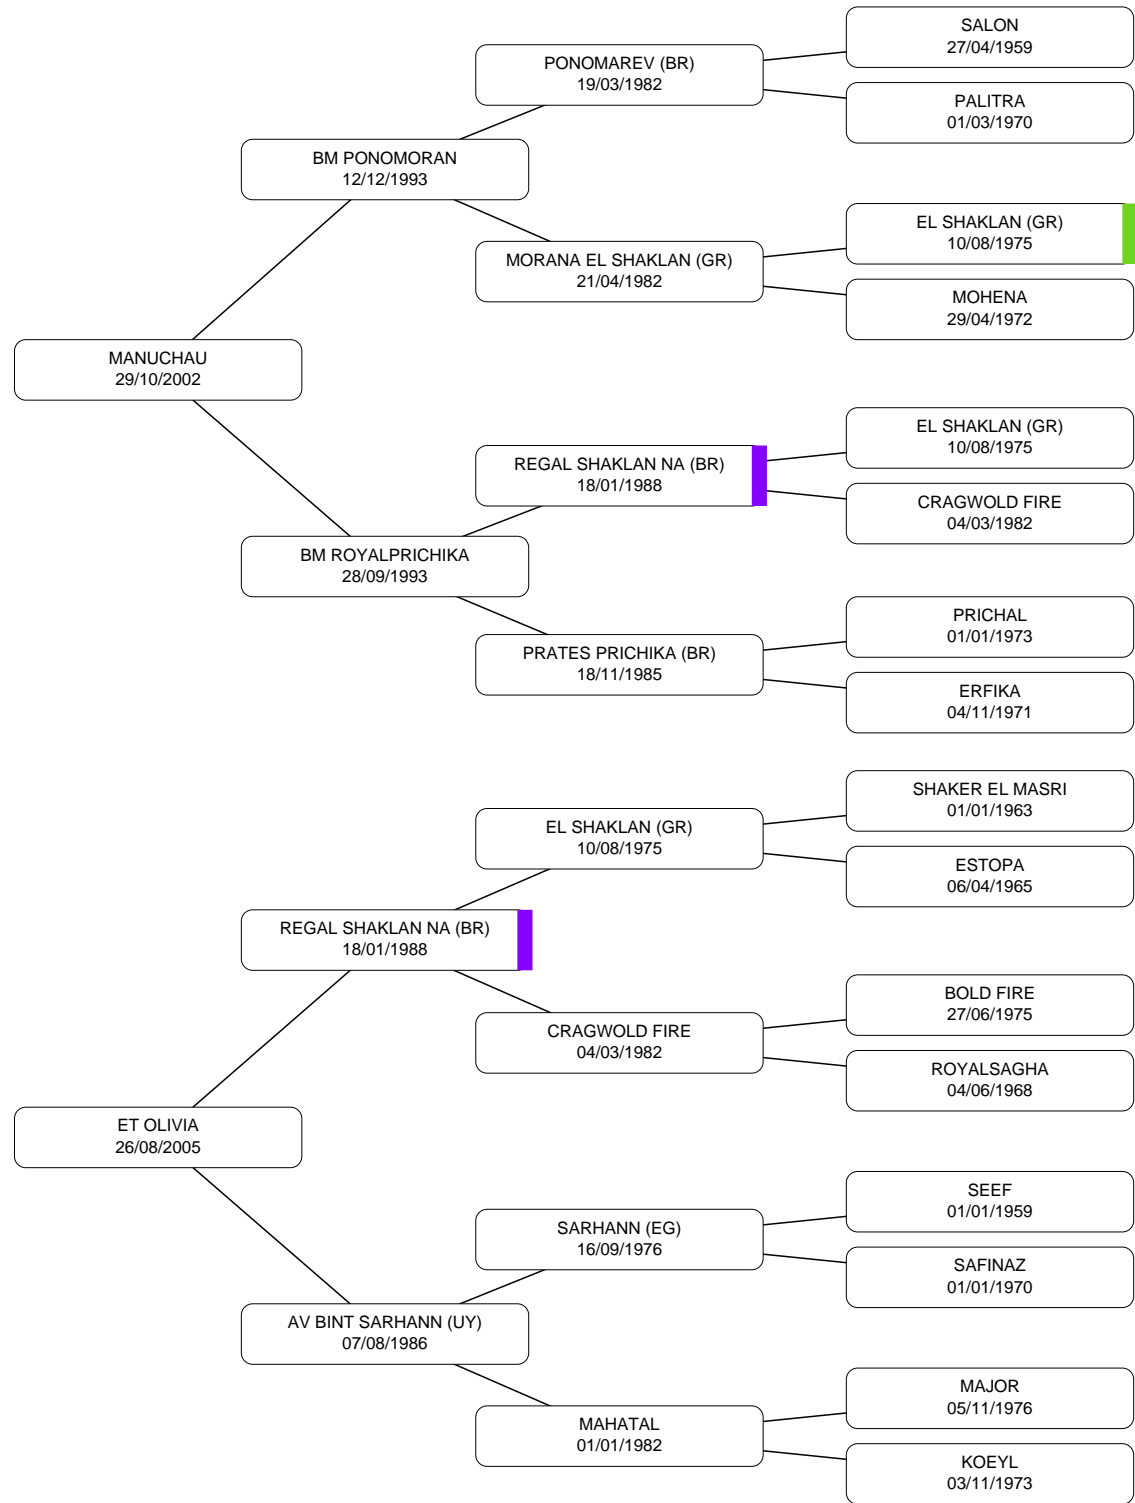 SALON
27/04/1959
PONOMAREV (BR)
19/03/1982
PALITRA
01/03/1970
BM PONOMORAN
12/12/1993
EL SHAKLAN (GR)
10/08/1975
MORANA EL SHAKLAN (GR)
21/04/1982
MOHENA
29/04/1972
MANUCHAU
29/10/2002
EL SHAKLAN (GR)
10/08/1975
REGAL SHAKLAN NA (BR)
18/01/1988
CRAGWOLD FIRE
04/03/1982
BM ROYALPRICHIKA
28/09/1993
PRICHAL
01/01/1973
PRATES PRICHIKA (BR)
18/11/1985
ERFIKA
04/11/1971
SHAKER EL MASRI
01/01/1963
EL SHAKLAN (GR)
10/08/1975
ESTOPA
06/04/1965
REGAL SHAKLAN NA (BR)
18/01/1988
BOLD FIRE
27/06/1975
CRAGWOLD FIRE
04/03/1982
ROYALSAGHA
04/06/1968
ET OLIVIA
26/08/2005
SEEF
01/01/1959
SARHANN (EG)
16/09/1976
SAFINAZ
01/01/1970
AV BINT SARHANN (UY)
07/08/1986
MAJOR
05/11/1976
MAHATAL
01/01/1982
KOEYL
03/11/1973